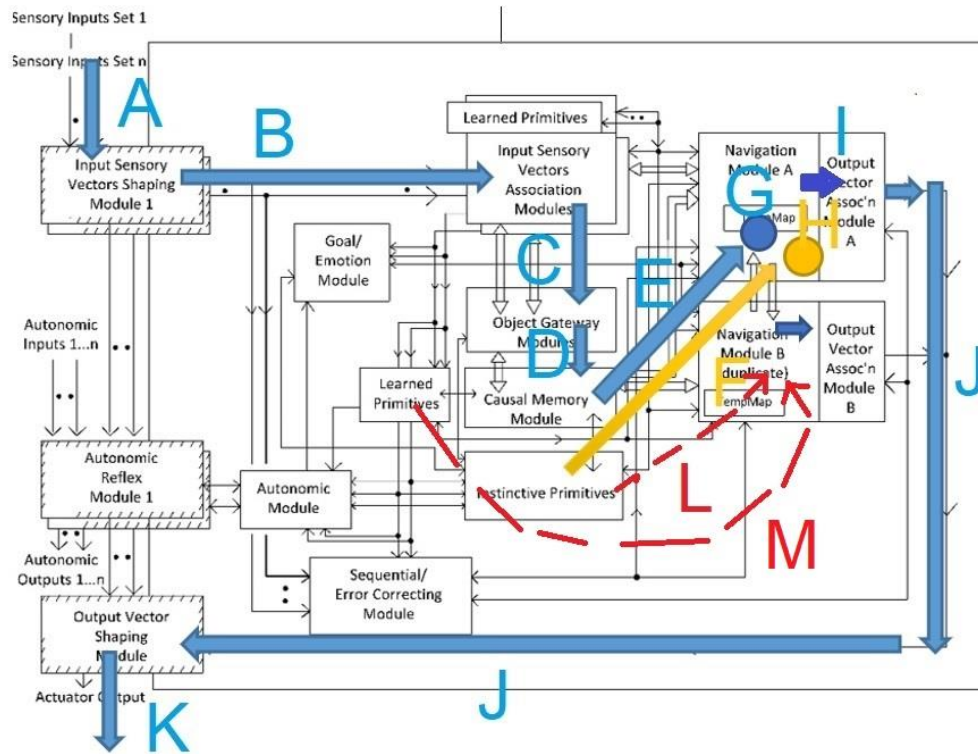 Sensory Inputs Set 1
Sensory Inputs Set n
A
B
Input Sensory
Vectors Shaping
Module 1
Learned Primitives
Input Sensory
Vectors Association
Modules
Navigation
Module A
TempMap
G
H
I
Output
Vector
Assoc'n
Module
A
Goal/
Emotion
Module
C
E
Object Gateway
Modules
D
Navigation
Module B
(duplicate)
F
TempMap
Output
Vector
Assoc'n
Module
B
J
Autonomic
Inputs 1...n
Learned
Primitives
Causal Memory
Module
Autonomic
Reflex
Module 1
Autonomic
Module
Instinctive Primitives
L
M
Autonomic
Outputs 1...n
Sequential/
Error Correcting
Module
Output Vector
Shaping
Module
Actuator Output
K
J